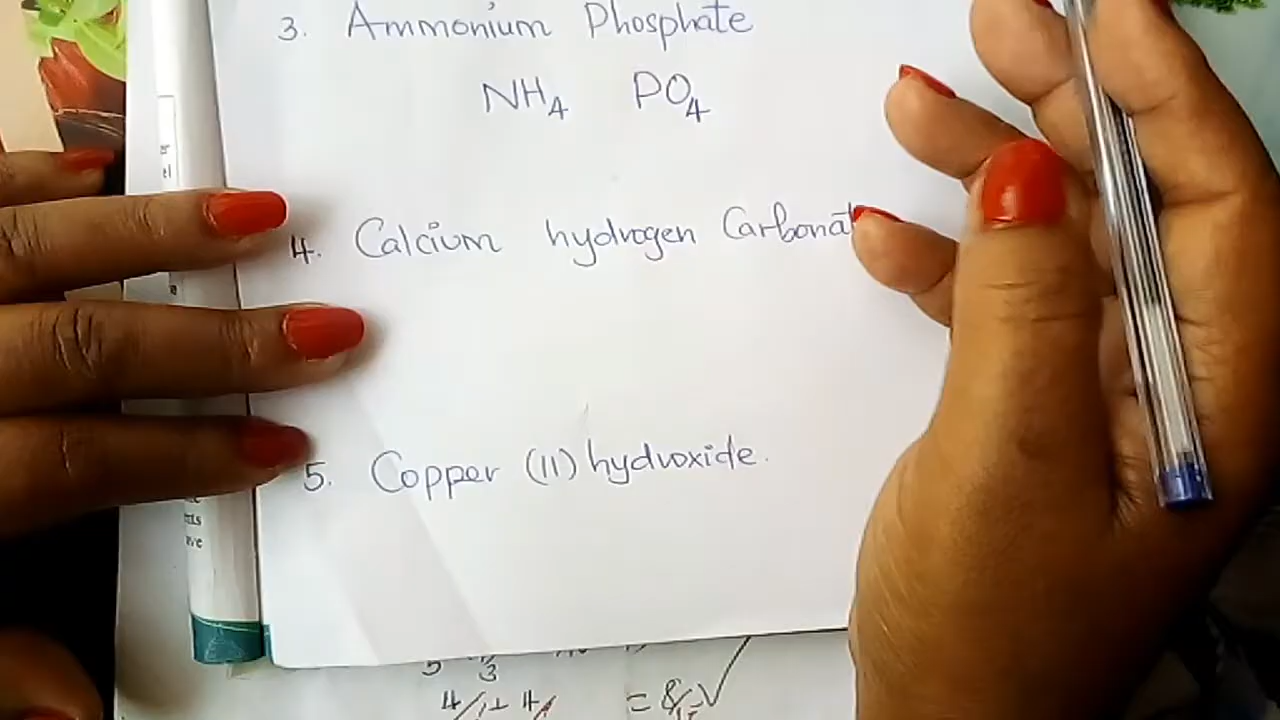 3. Ammonium Phosphate
NH₄ PO₄
4. Calcium hydrogen Carbonat
5. Copper (II) hydroxide.